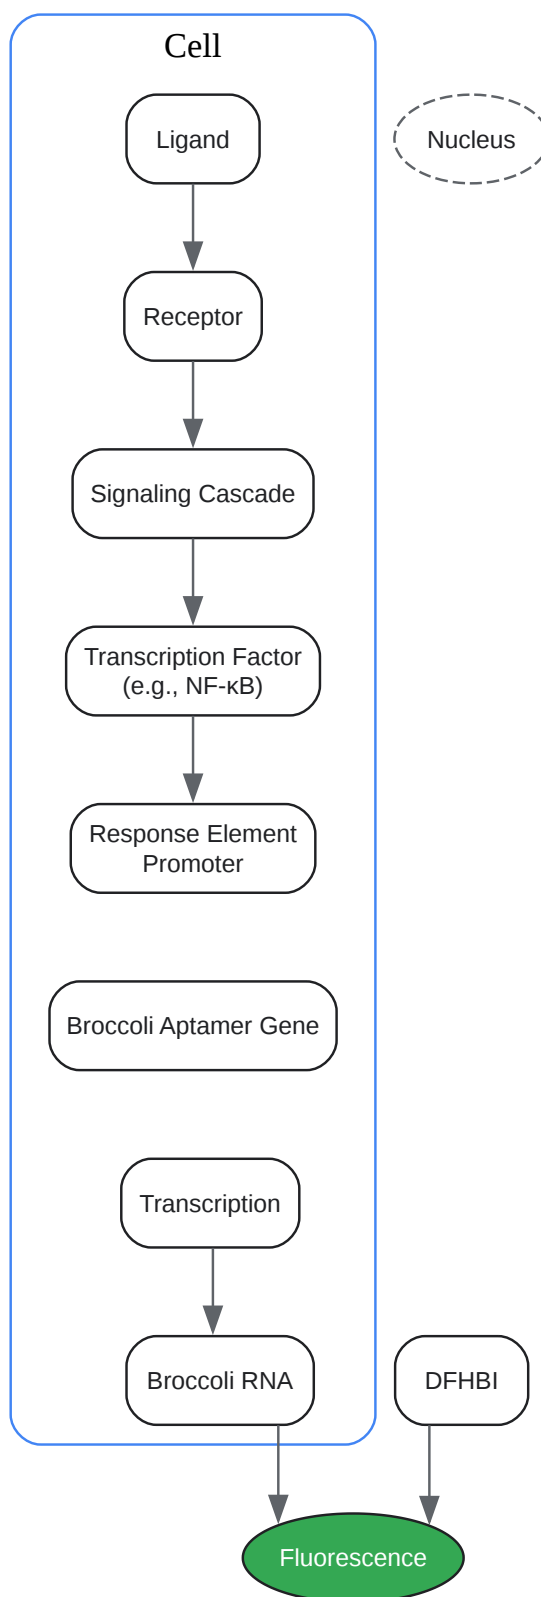 Cell
Ligand
Nucleus
Receptor
Signaling Cascade
Transcription Factor
(e.g., NF-κB)
Response Element
Promoter
Broccoli Aptamer Gene
Transcription
Broccoli RNA
DFHBI
Fluorescence